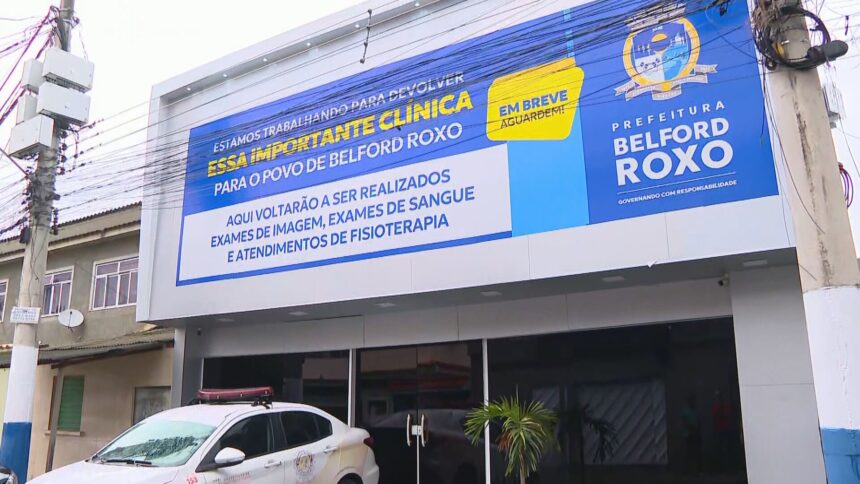 ESTAMOS TRABALHANDO PARA DEVOLVER
ESSA IMPORTANTE CLÍNICA
PARA O POVO DE BELFORD ROXO
AQUI VOLTARÃO A SER REALIZADOS
EXAMES DE IMAGEM, EXAMES DE SANGUE
E ATENDIMENTOS DE FISIOTERAPIA
EM BREVE
AGUARDEM!
PREFEITURA
BELFORD
ROXO
GOVERNANDO COM RESPONSABILIDADE